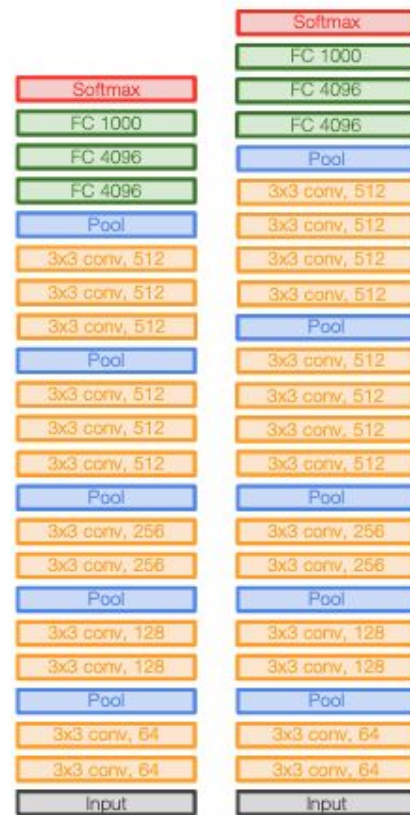 Softmax
FC 1000
FC 4096
FC 4096
Pool
3x3 conv, 512
3x3 conv, 512
3x3 conv, 512
Pool
3x3 conv, 512
3x3 conv, 512
3x3 conv, 512
Pool
3x3 conv, 256
3x3 conv, 256
Pool
3x3 conv, 128
3x3 conv, 128
Pool
3x3 conv, 64
3x3 conv, 64
Input
Softmax
FC 1000
FC 4096
FC 4096
Pool
3x3 conv, 512
3x3 conv, 512
3x3 conv, 512
3x3 conv, 512
Pool
3x3 conv, 512
3x3 conv, 512
3x3 conv, 512
3x3 conv, 512
Pool
3x3 conv, 256
3x3 conv, 256
Pool
3x3 conv, 128
3x3 conv, 128
Pool
3x3 conv, 64
3x3 conv, 64
Input